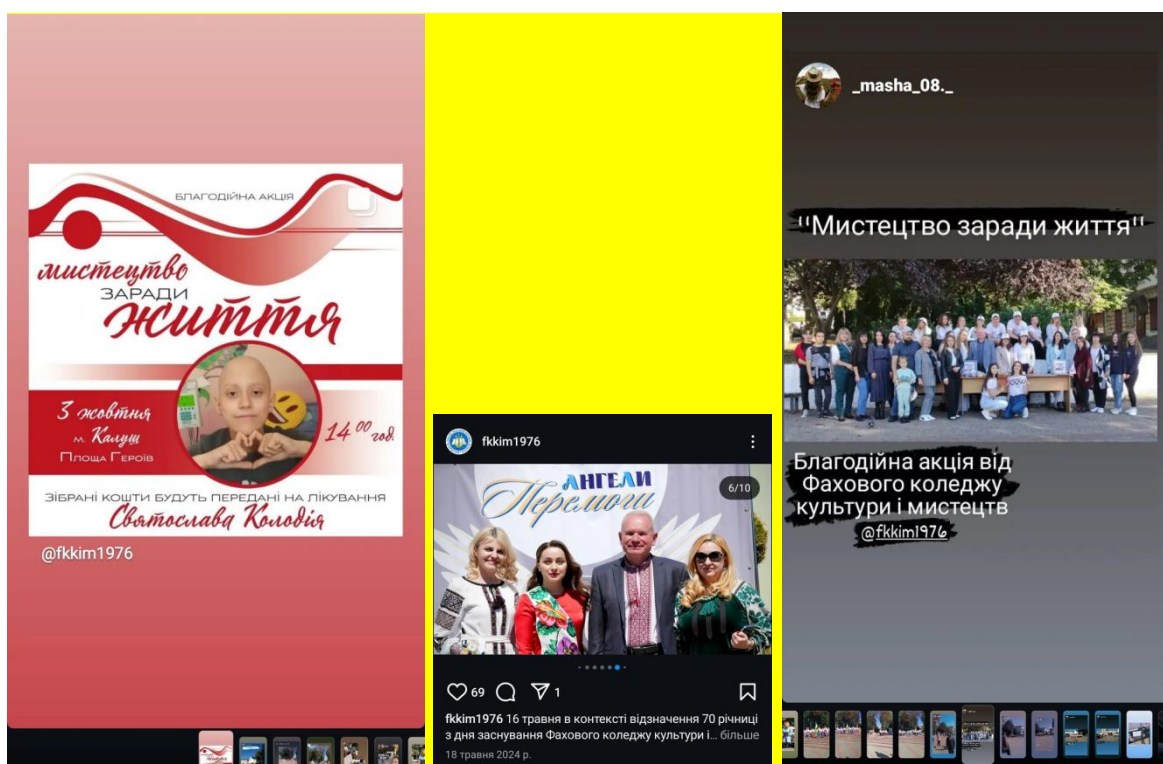 БЛАГОДІЙНА АКЦІЯ
мистецтво
ЗАРАДИ
життя
3 жовтня
м. Калуш
Площа Героїв
14 00 год.
ЗІБРАНІ КОШТИ БУДУТЬ ПЕРЕДАНІ НА ЛІКУВАННЯ
Святослава Колодія
@fkkim1976
fkkim1976
АНГЕЛИ
Перемоги
6/10
69
1
fkkim1976 16 травня в контексті відзначення 70 річниці
з дня заснування Фахового коледжу культури і... більше
18 травня 2024 р.
_masha_08._
"Мистецтво заради життя"
Благодійна акція від
Фахового коледжу
культури і мистецтв
@fkkim1976